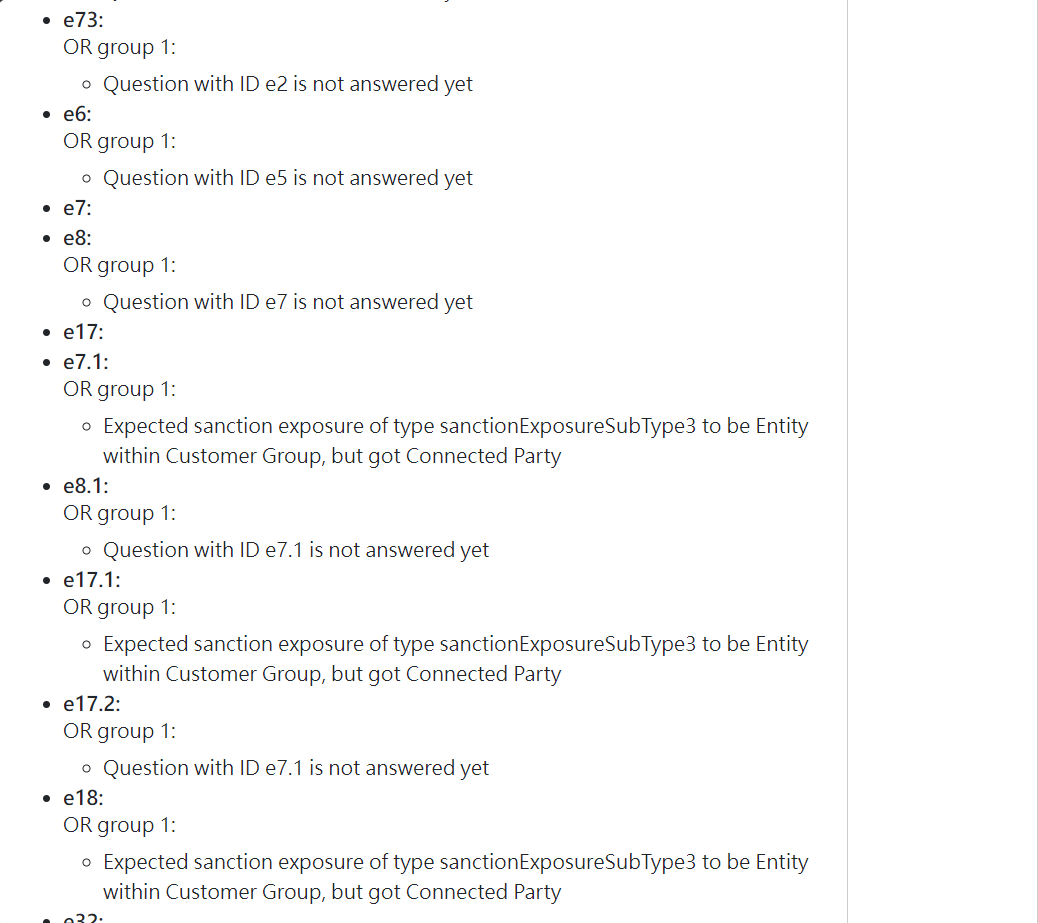 e73:
OR group 1:
Question with ID e2 is not answered yet
e6:
OR group 1:
Question with ID e5 is not answered yet
e7:
e8:
OR group 1:
Question with ID e7 is not answered yet
e17:
e7.1:
OR group 1:
Expected sanction exposure of type sanctionExposureSubType3 to be Entity
within Customer Group, but got Connected Party
e8.1:
OR group 1:
Question with ID e7.1 is not answered yet
e17.1:
OR group 1:
Expected sanction exposure of type sanctionExposureSubType3 to be Entity
within Customer Group, but got Connected Party
e17.2:
OR group 1:
Question with ID e7.1 is not answered yet
e18:
OR group 1:
Expected sanction exposure of type sanctionExposureSubType3 to be Entity
within Customer Group, but got Connected Party
e32: